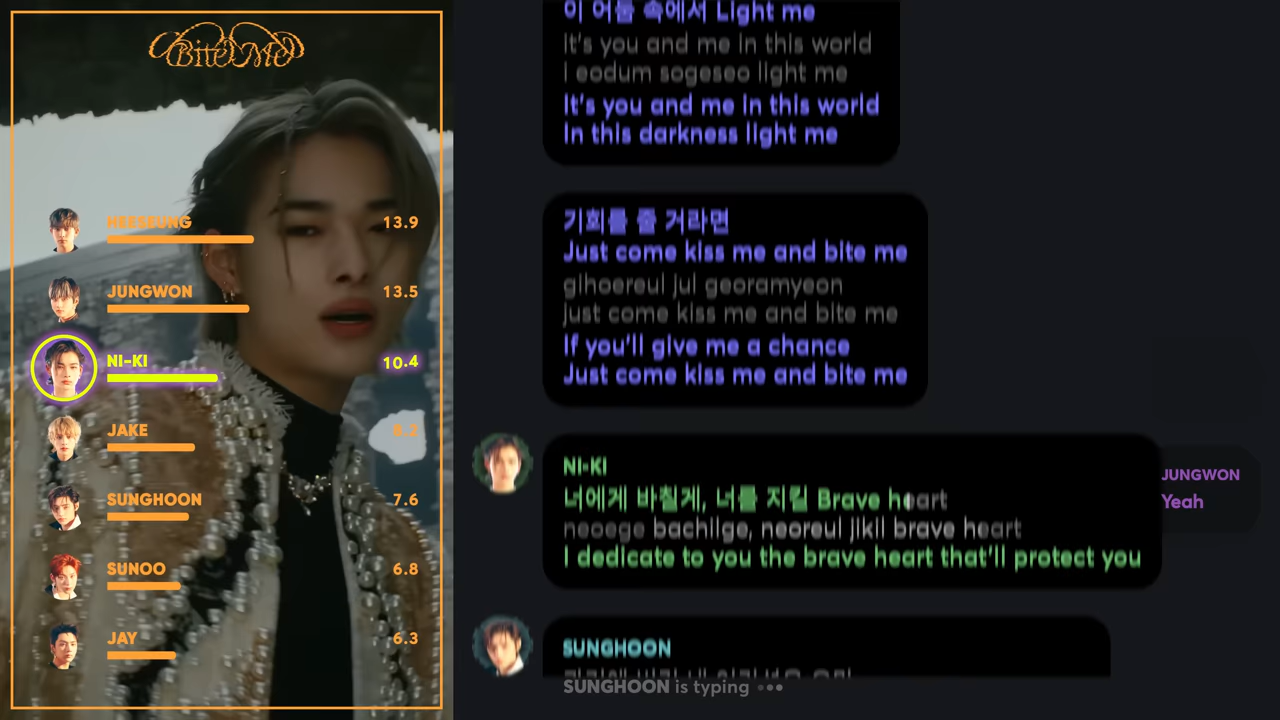 Bite Me
HEESEUNG 13.9
JUNGWON 13.5
NI-KI 10.4
JAKE
SUNGHOON 7.6
SUNOO 6.8
JAY 6.3
이 어둠 속에서 Light me
It's you and me in this world
I eodum sogeseo light me
It's you and me in this world
In this darkness light me
기회를 줄 거라면
Just come kiss me and bite me
gihoereul jul georamyeon
just come kiss me and bite me
If you'll give me a chance
Just come kiss me and bite me
NI-KI
너에게 바칠게, 너를 지킬 Brave heart
neoege bachilge, neoreul jikil brave heart
I dedicate to you the brave heart that'll protect you
JUNGWON
Yeah
SUNGHOON
SUNGHOON is typing